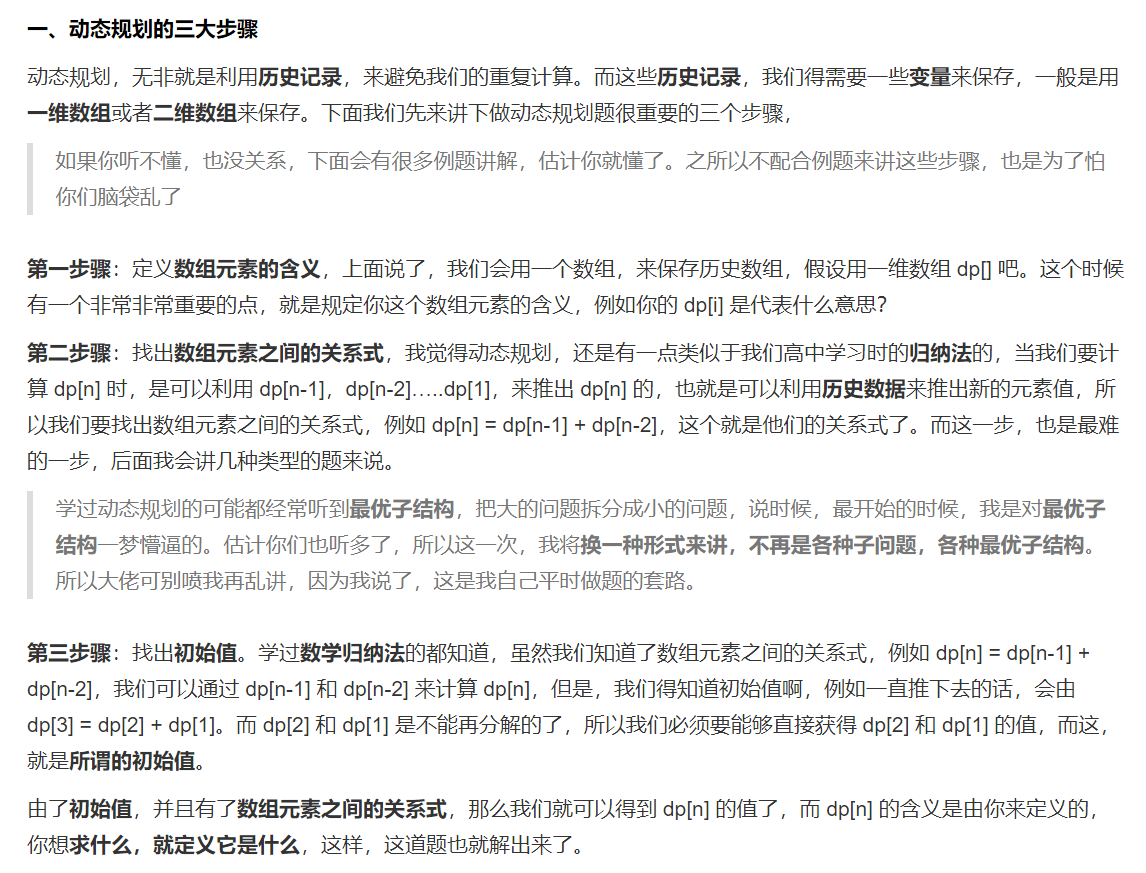 一、动态规划的三大步骤
动态规划，无非就是利用历史记录，来避免我们的重复计算。而这些历史记录，我们得需要一些变量来保存，一般是用
一维数组或者二维数组来保存。下面我们先来讲下做动态规划题很重要的三个步骤，
如果你听不懂，也没关系，下面会有很多例题讲解，估计你就懂了。之所以不配合例题来讲这些步骤，也是为了怕
你们脑袋乱了
第一步骤：定义数组元素的含义，上面说了，我们会用一个数组，来保存历史数组，假设用一维数组 dp[] 吧。这个时候
有一个非常非常重要的点，就是规定你这个数组元素的含义，例如你的 dp[i] 是代表什么意思？
第二步骤：找出数组元素之间的关系式，我觉得动态规划，还是有一点类似于我们高中学习时的归纳法的，当我们要计
算 dp[n] 时，是可以利用 dp[n-1]，dp[n-2]…..dp[1]，来推出 dp[n] 的，也就是可以利用历史数据来推出新的元素值，所
以我们要找出数组元素之间的关系式，例如 dp[n] = dp[n-1] + dp[n-2]，这个就是他们的关系式了。而这一步，也是最难
的一步，后面我会讲几种类型的题来说。
学过动态规划的可能都经常听到最优子结构，把大的问题拆分成小的问题，说时候，最开始的时候，我是对最优子
结构一梦懵逼的。估计你们也听多了，所以这一次，我将换一种形式来讲，不再是各种子问题，各种最优子结构。
所以大佬可别喷我再乱讲，因为我说了，这是我自己平时做题的套路。
第三步骤：找出初始值。学过数学归纳法的都知道，虽然我们知道了数组元素之间的关系式，例如 dp[n] = dp[n-1] +
dp[n-2]，我们可以通过 dp[n-1] 和 dp[n-2] 来计算 dp[n]，但是，我们得知道初始值啊，例如一直推下去的话，会由
dp[3] = dp[2] + dp[1]。而 dp[2] 和 dp[1] 是不能再分解的了，所以我们必须要能够直接获得 dp[2] 和 dp[1] 的值，而这，
就是所谓的初始值。
由了初始值，并且有了数组元素之间的关系式，那么我们就可以得到 dp[n] 的值了，而 dp[n] 的含义是由你来定义的，
你想求什么，就定义它是什么，这样，这道题也就解出来了。